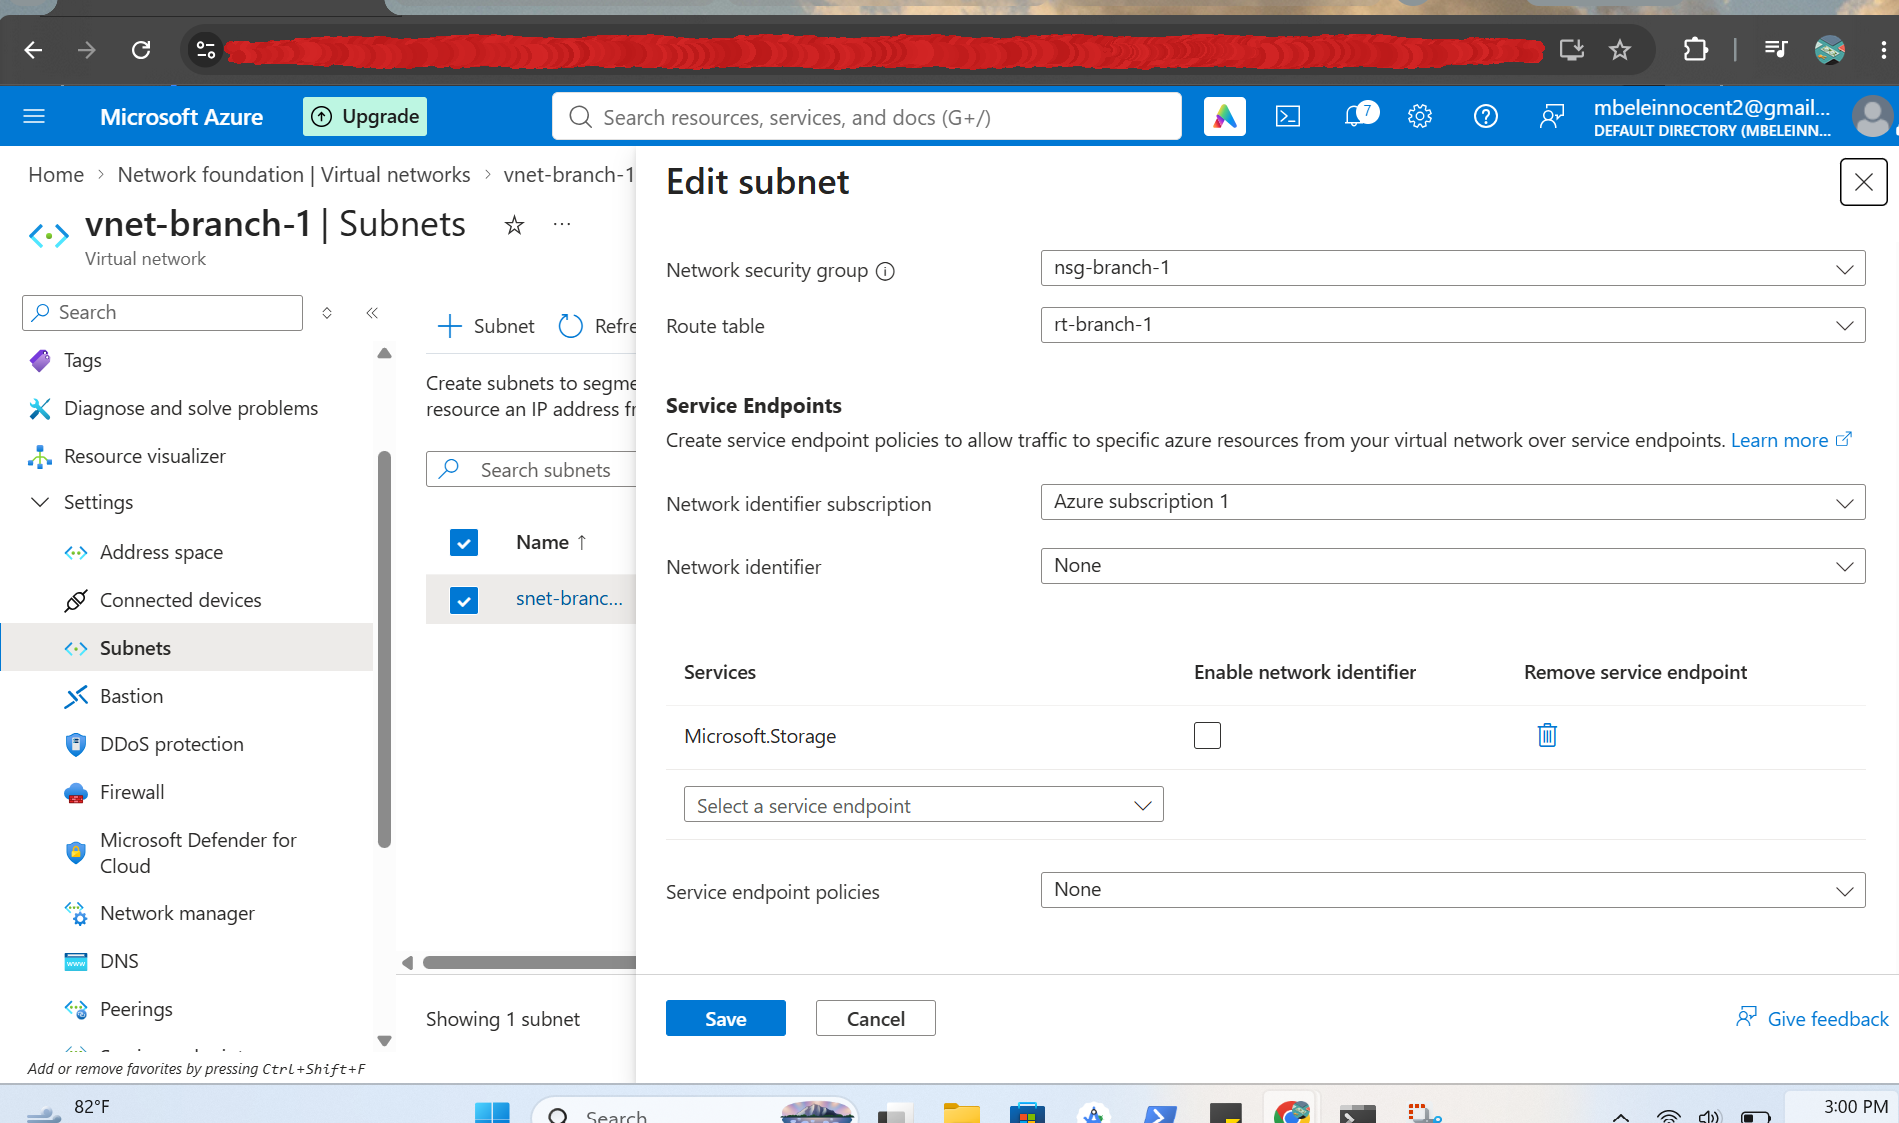 Microsoft Azure
Upgrade
Search resources, services, and docs (G+/)
7
mbeleinnocent2@gmail...
DEFAULT DIRECTORY (MBELEINN...
Home > Network foundation | Virtual networks > vnet-branch-1
vnet-branch-1 | Subnets
Virtual network
Search
Tags
Diagnose and solve problems
Resource visualizer
Settings
Address space
Connected devices
Subnets
Bastion
DDoS protection
Firewall
Microsoft Defender for
Cloud
Network manager
DNS
Peerings
Add or remove favorites by pressing Ctrl+Shift+F
Subnet
Refre
Create subnets to segme
resource an IP address fr
Search subnets
Name ↑
snet-branc...
Showing 1 subnet
Edit subnet
Network security group
nsg-branch-1
Route table
rt-branch-1
Service Endpoints
Create service endpoint policies to allow traffic to specific azure resources from your virtual network over service endpoints. Learn more
Network identifier subscription
Azure subscription 1
Network identifier
None
Services Enable network identifier Remove service endpoint
Microsoft.Storage
Select a service endpoint
Service endpoint policies
None
Save
Cancel
Give feedback
82°F
Search
3:00 PM